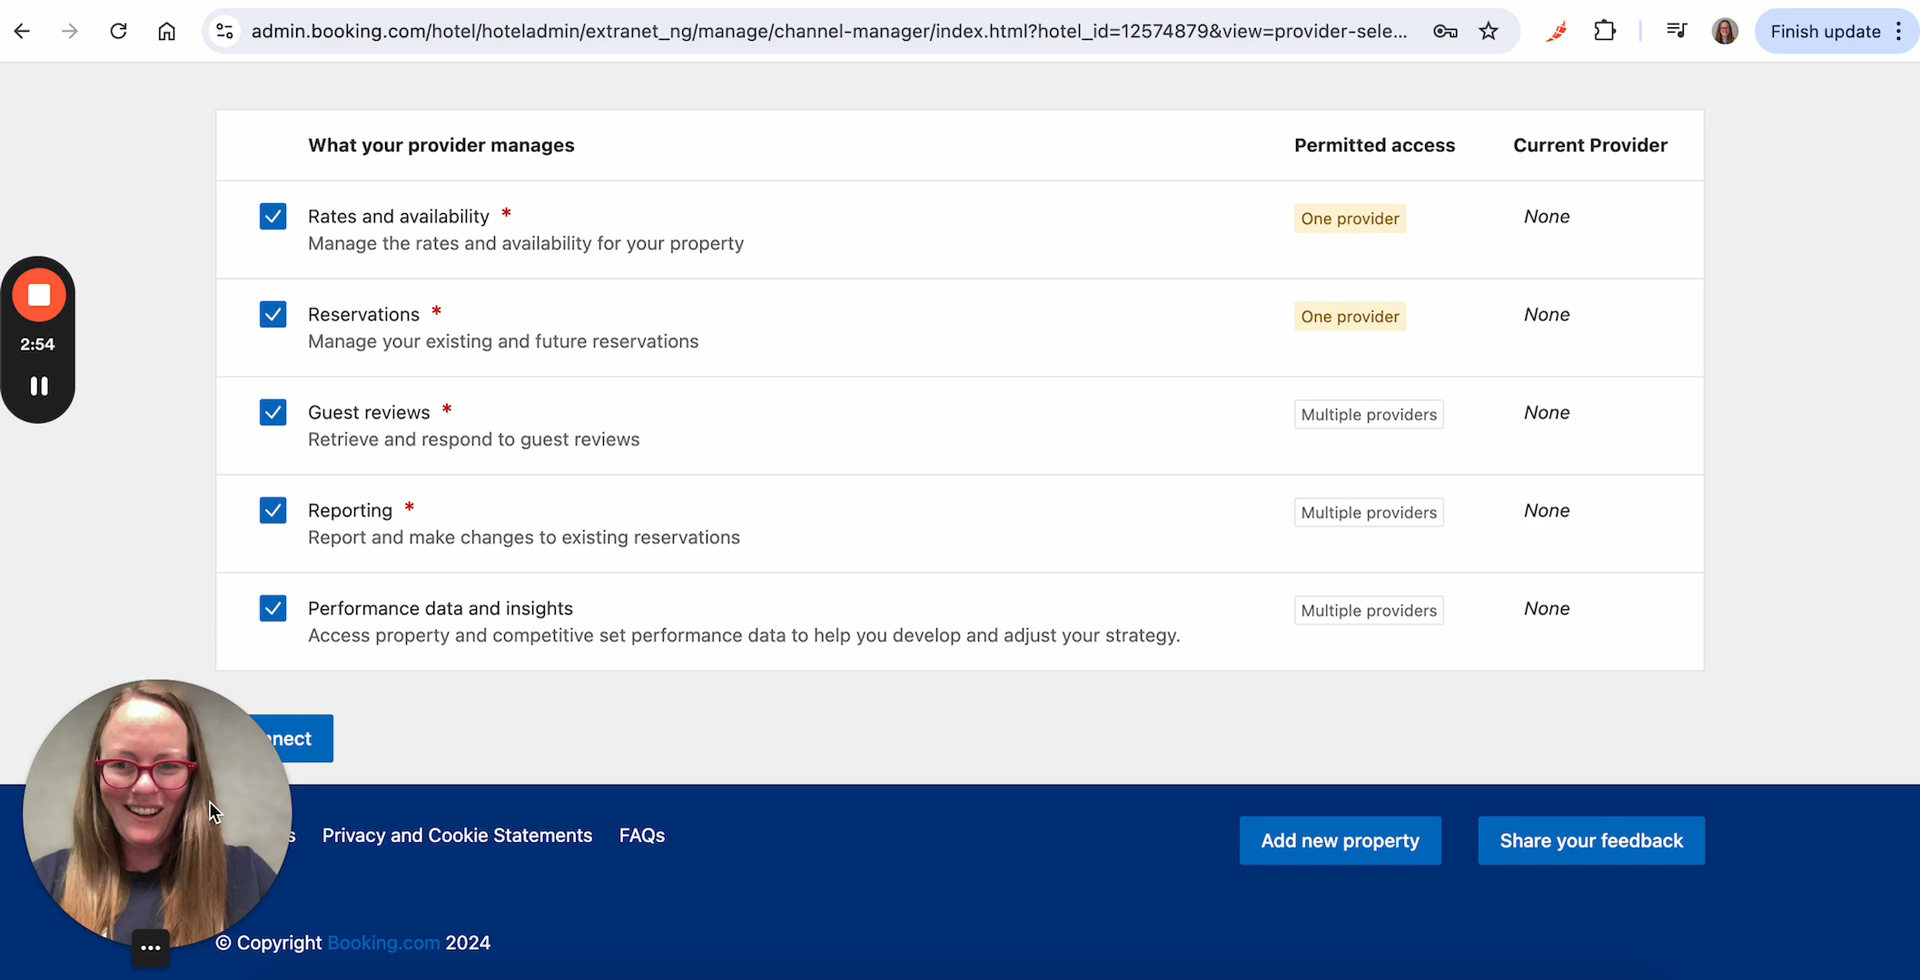 admin.booking.com/hotel/hoteladmin/extranet_ng/manage/channel-manager/index.html?hotel_id=12574879&view=provider-sele...
Finish update
What your provider manages
Permitted access
Current Provider
Rates and availability *
Manage the rates and availability for your property
One provider
None
Reservations *
Manage your existing and future reservations
One provider
None
Guest reviews *
Retrieve and respond to guest reviews
Multiple providers
None
Reporting *
Report and make changes to existing reservations
Multiple providers
None
Performance data and insights
Access property and competitive set performance data to help you develop and adjust your strategy.
Multiple providers
None
2:54
Privacy and Cookie Statements
FAQs
Add new property
Share your feedback
© Copyright Booking.com 2024